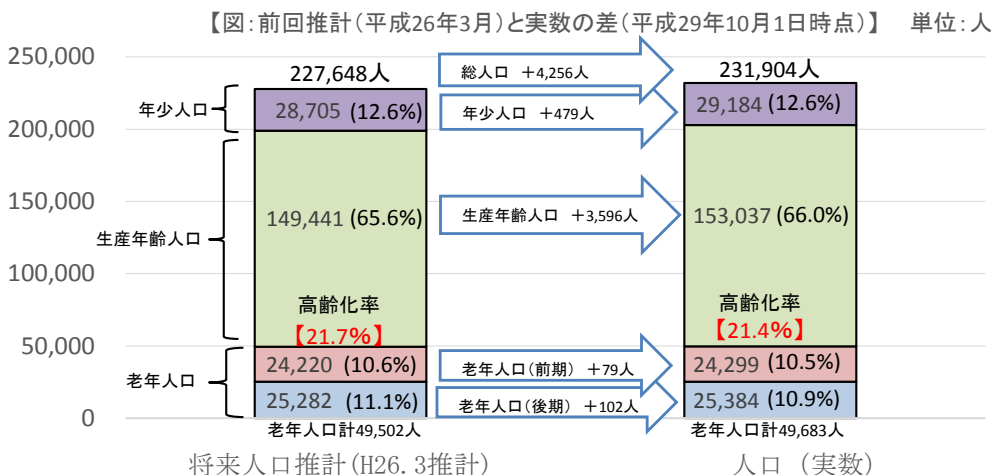 【図:前回推計(平成26年3月)と実数の差(平成29年10月1日時点)】 単位:人
250,000
200,000
150,000
100,000
50,000
0
年少人口
生産年齢人口
老年人口
227,648人
28,705 (12.6%)
149,441 (65.6%)
高齢化率
【21.7%】
24,220 (10.6%)
25,282 (11.1%)
老年人口計49,502人
将来人口推計(H26.3推計)
総人口 +4,256人
年少人口 +479人
生産年齢人口 +3,596人
老年人口(前期) +79人
老年人口(後期) +102人
231,904人
29,184 (12.6%)
153,037 (66.0%)
高齢化率
【21.4%】
24,299 (10.5%)
25,384 (10.9%)
老年人口計49,683人
人口(実数)